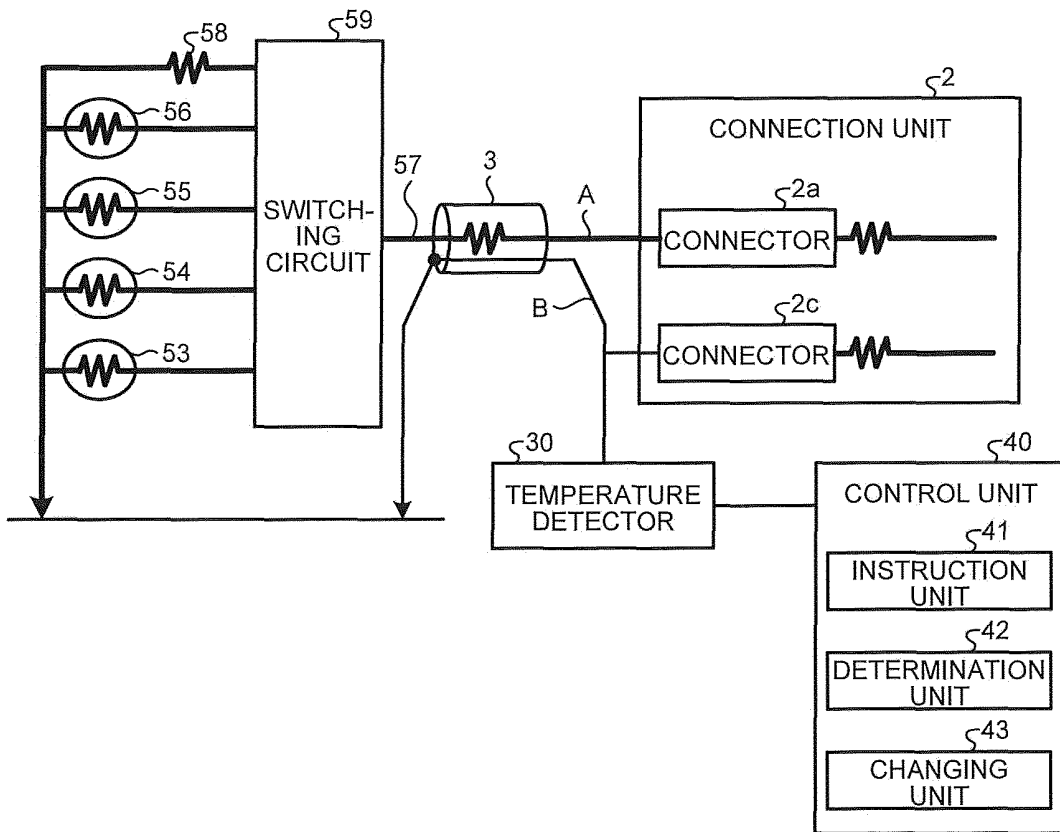 59
58
56
55
54
53
SWITCH-
ING
CIRCUIT
57
3
A
B
2
CONNECTION UNIT
2a
CONNECTOR
2c
CONNECTOR
30
TEMPERATURE
DETECTOR
40
CONTROL UNIT
41
INSTRUCTION
UNIT
42
DETERMINATION
UNIT
43
CHANGING
UNIT